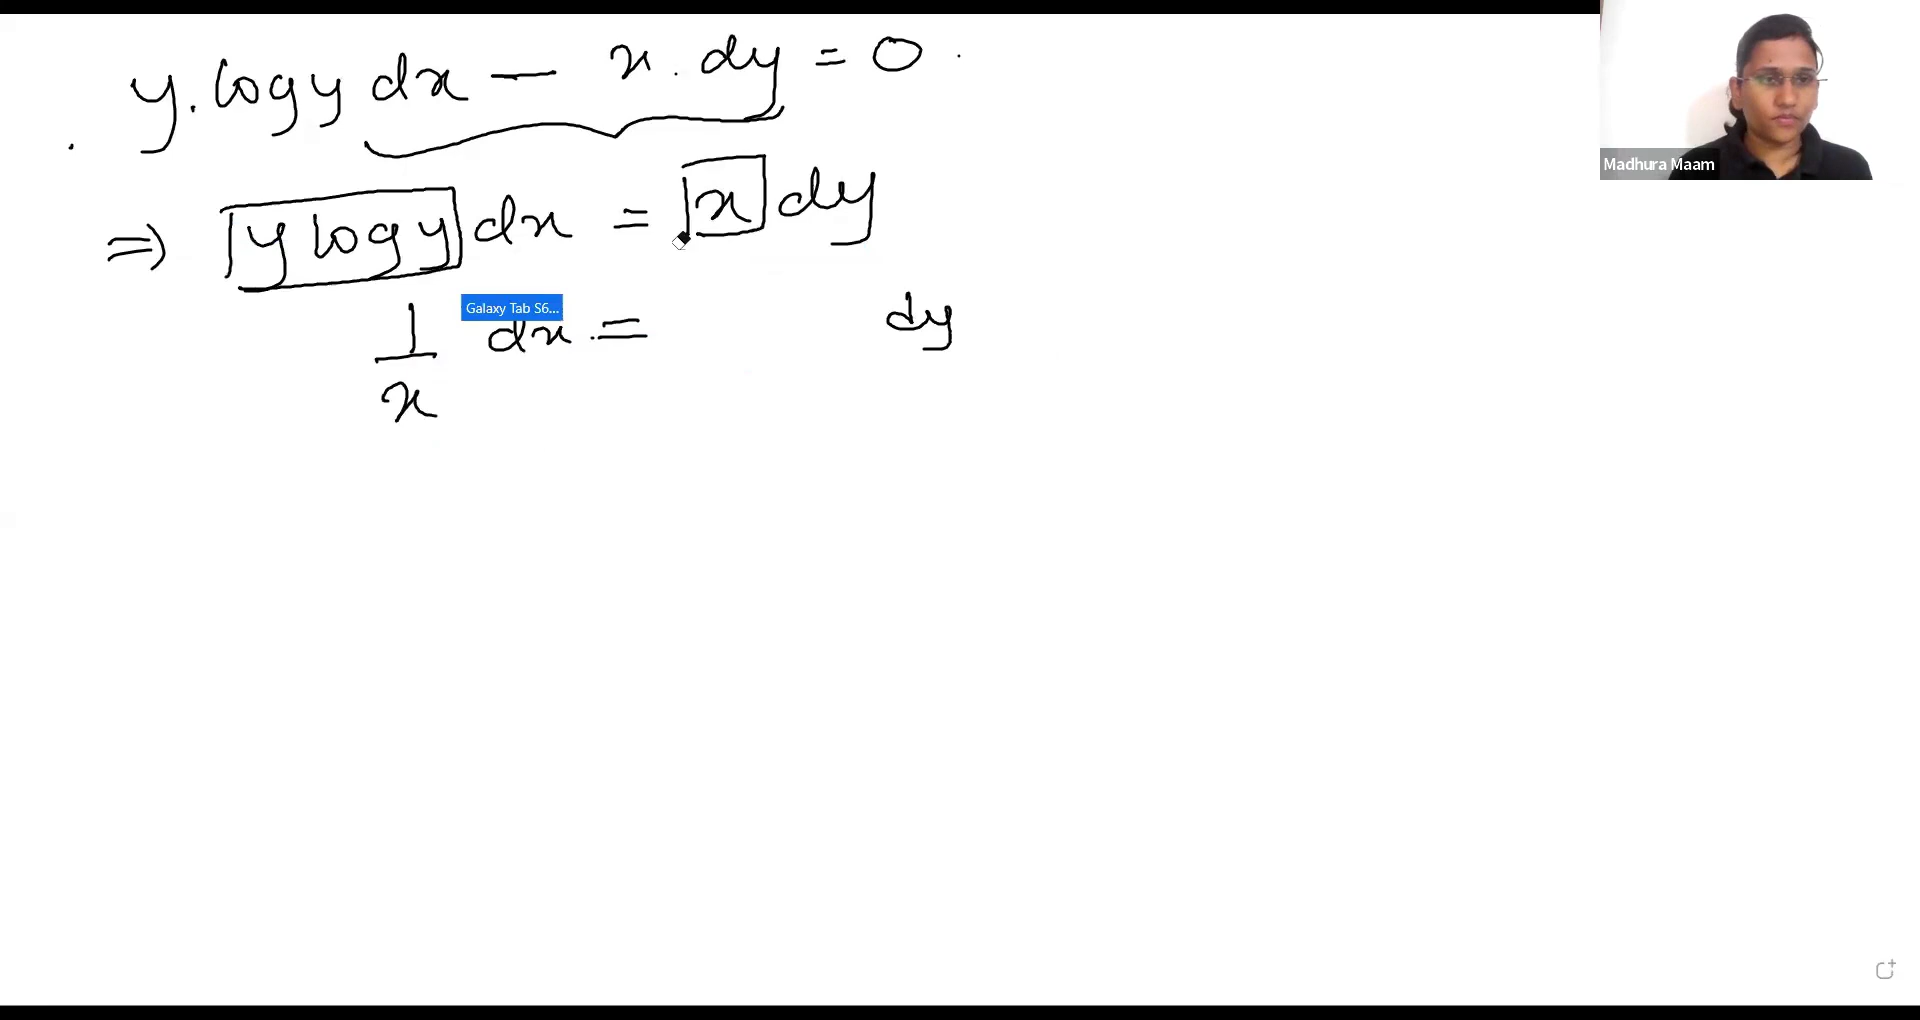 y. log y dx — x. dy = 0.
Madhura Maam
⇒ y log y dx = x dy
Galaxy Tab S6...
1/x dx = dy